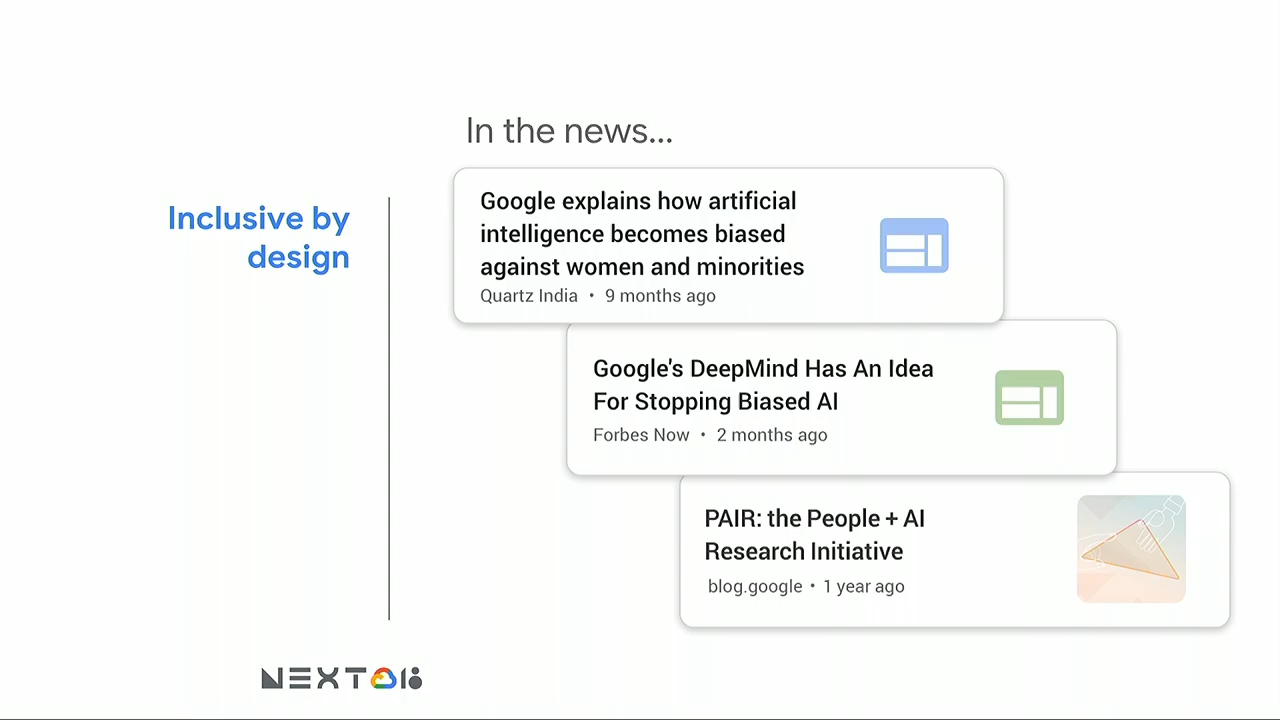 In the news...
Inclusive by
design
Google explains how artificial
intelligence becomes biased
against women and minorities
Quartz India • 9 months ago
Google's DeepMind Has An Idea
For Stopping Biased AI
Forbes Now • 2 months ago
PAIR: the People + AI
Research Initiative
blog.google • 1 year ago
NEXT 18